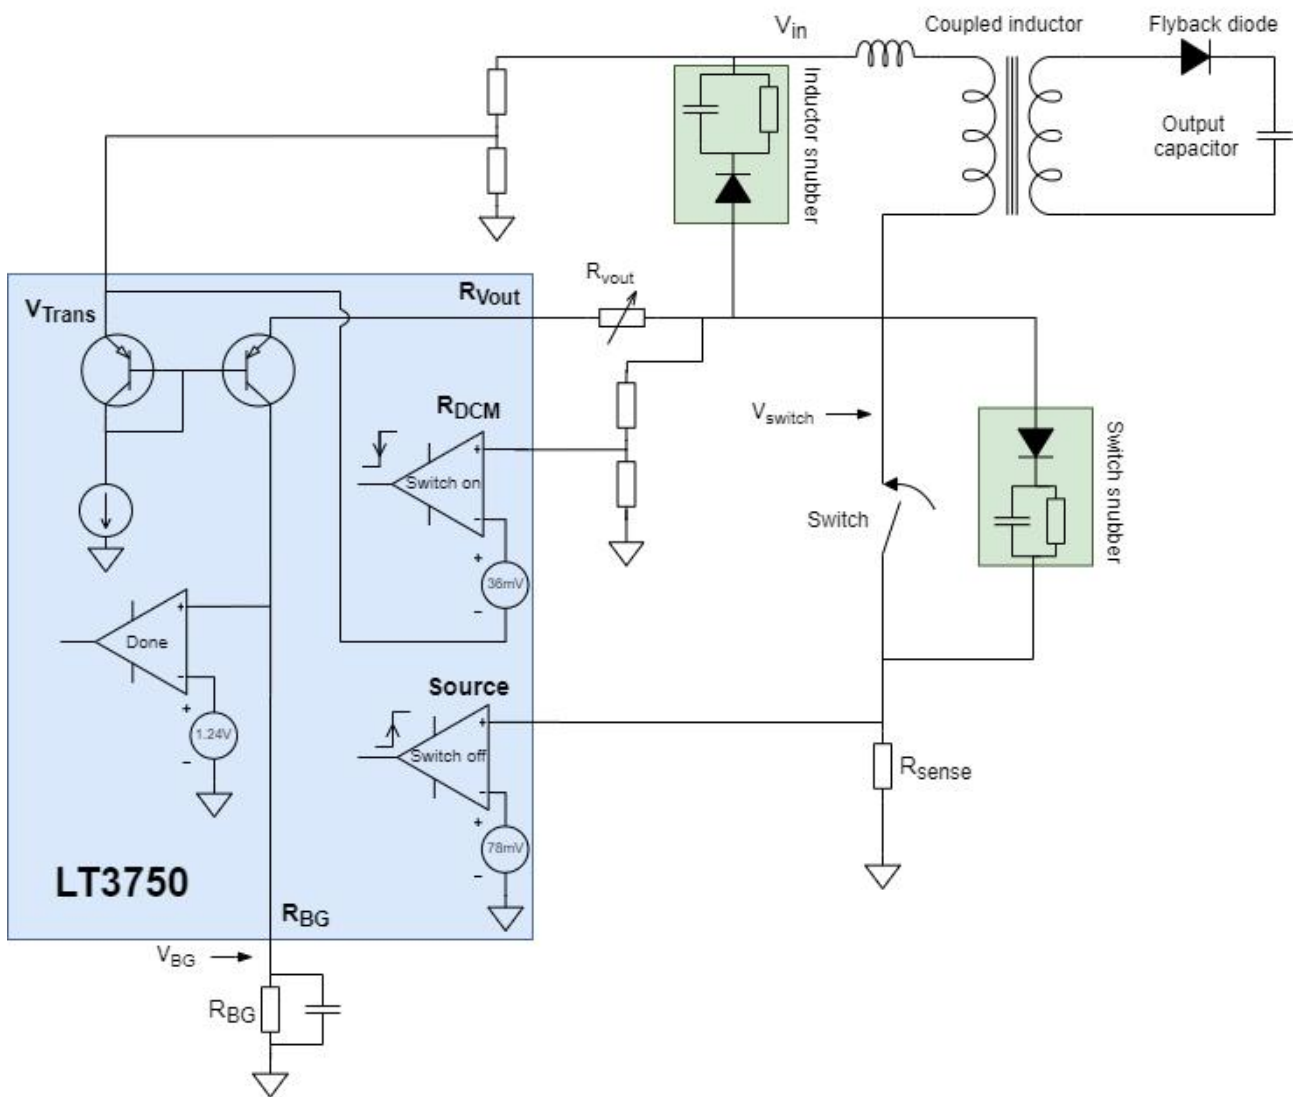 Vin
Coupled inductor
Flyback diode
Inductor snubber
Output
capacitor
Rvout
RVout
VTrans
Vswitch
RDCM
Switch snubber
Switch on
Switch
+
-
+
36mV
-
Done
+
-
+
1.24V
-
Source
Switch off
+
-
+
78mV
-
Rsense
LT3750
RBG
VBG
RBG